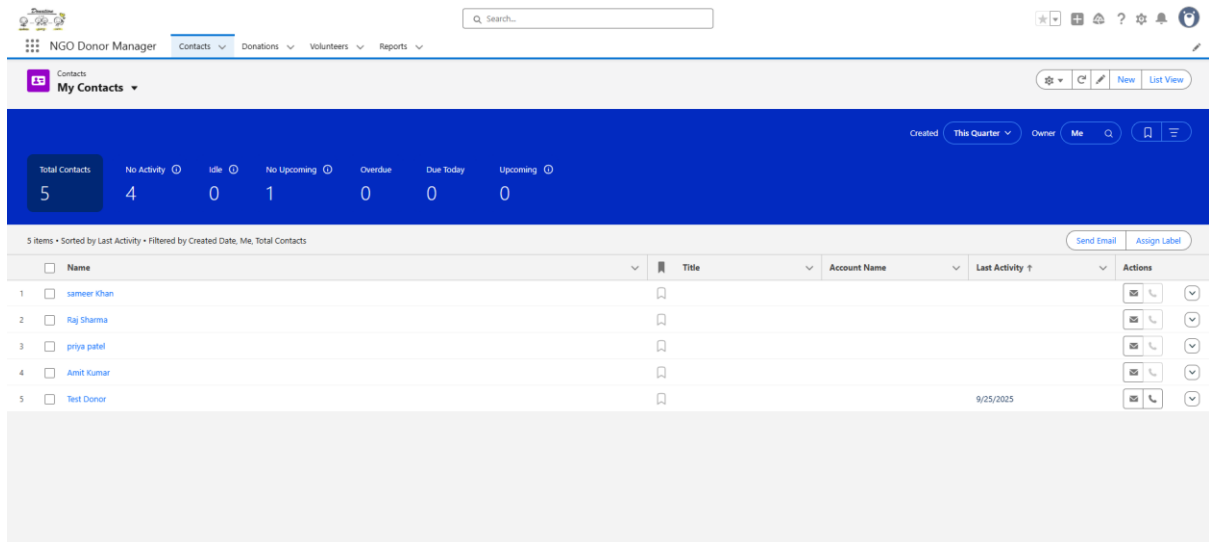 Donation
Search...
NGO Donor Manager Contacts Donations Volunteers Reports
Contacts
My Contacts
New List View
Created This Quarter Owner Me
Total Contacts No Activity Idle No Upcoming Overdue Due Today Upcoming
5 4 0 1 0 0 0
5 items • Sorted by Last Activity • Filtered by Created Date, Me, Total Contacts
Send Email Assign Label
Name Title Account Name Last Activity ↑ Actions
1 sameer Khan
2 Raj Sharma
3 priya patel
4 Amit Kumar
5 Test Donor 9/25/2025